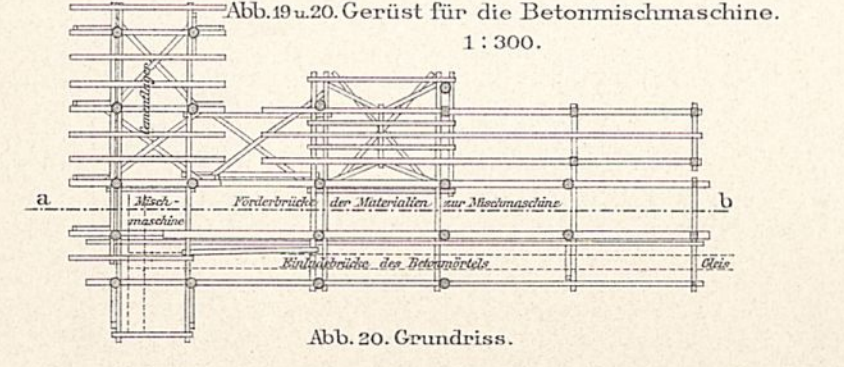 Abb. 19 u. 20. Gerüst für die Betonmischmaschine.
1 : 300.
Zementlager
a
Misch-
maschine
Förderbrücke der Materialien zur Mischmaschine
b
Einladebrücke des Betonmörtels
Gleis
Abb. 20. Grundriss.